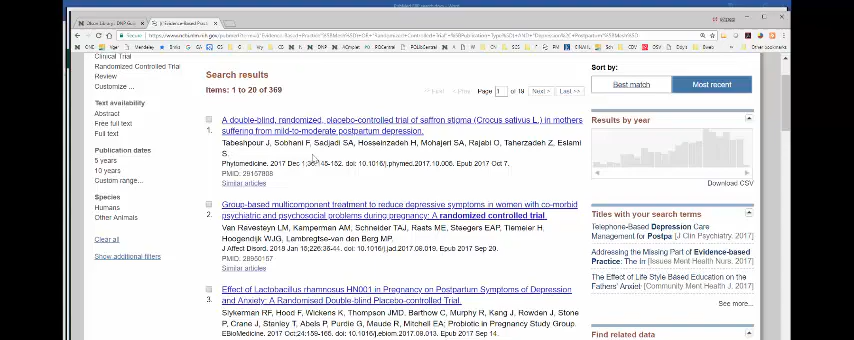 Olson Library: DNP Gui
Evidence-Based Pract
Other bookmarks
Clinical Trial
Randomized Controlled Trial
Review
Customize ...
Text availability
Abstract
Free full text
Full text
Publication dates
5 years
10 years
Custom range...
Species
Humans
Other Animals
Clear all
Show additional filters
Search results
Items: 1 to 20 of 369
<< First < Prev Page 1 of 19 Next > Last >>
A double-blind, randomized, placebo-controlled trial of saffron stigma (Crocus sativus L.) in mothers
1. suffering from mild-to-moderate postpartum depression.
Tabeshpour J, Sobhani F, Sadjadi SA, Hosseinzadeh H, Mohajeri SA, Rajabi O, Taherzadeh Z, Eslami
S.
Phytomedicine. 2017 Dec 1;36:145-152. doi: 10.1016/j.phymed.2017.10.005. Epub 2017 Oct 7.
PMID: 29157808
Similar articles
Group-based multicomponent treatment to reduce depressive symptoms in women with co-morbid
2. psychiatric and psychosocial problems during pregnancy: A randomized controlled trial.
Van Ravesteyn LM, Kamperman AM, Schneider TAJ, Raats ME, Steegers EAP, Tiemeier H,
Hoogendijk WJG, Lambregtse-van den Berg MP.
J Affect Disord. 2018 Jan 15;226:36-44. doi: 10.1016/j.jad.2017.09.019. Epub 2017 Sep 20.
PMID: 28950157
Similar articles
Effect of Lactobacillus rhamnosus HN001 in Pregnancy on Postpartum Symptoms of Depression
3. and Anxiety: A Randomised Double-blind Placebo-controlled Trial.
Slykerman RF, Hood F, Wickens K, Thompson JMD, Barthow C, Murphy R, Kang J, Rowden J, Stone
P, Crane J, Stanley T, Abels P, Purdie G, Maude R, Mitchell EA; Probiotic in Pregnancy Study Group.
EBioMedicine. 2017 Oct;24:159-165. doi: 10.1016/j.ebiom.2017.09.013. Epub 2017 Sep 14.
Sort by:
Best match
Most recent
Results by year
Download CSV
Titles with your search terms
Telephone-Based Depression Care
Management for Postpa [J Clin Psychiatry. 2017]
Addressing the Missing Part of Evidence-based
Practice: The Im [Issues Ment Health Nurs. 2017]
The Effect of Life Style Based Education on the
Fathers' Anxiet [Community Ment Health J. 2017]
See more...
Find related data